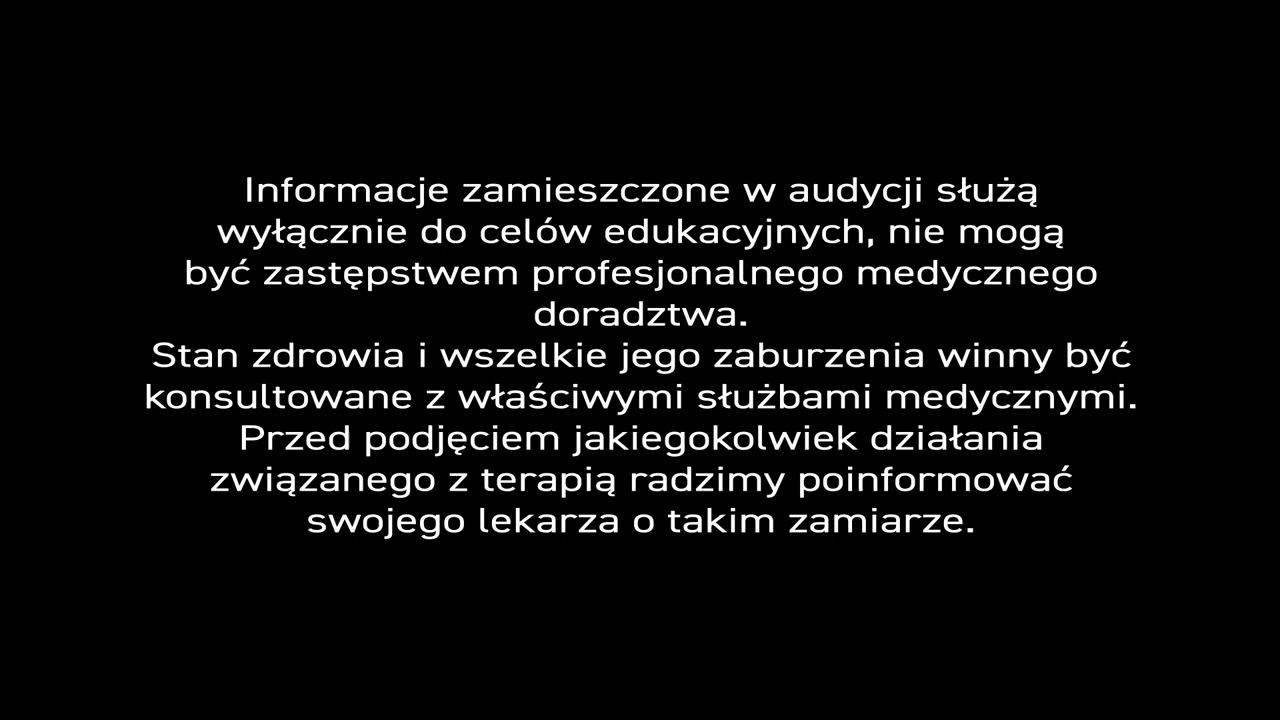 Informacje zamieszczone w audycji służą
wyłącznie do celów edukacyjnych, nie mogą
być zastępstwem profesjonalnego medycznego
doradztwa.
Stan zdrowia i wszelkie jego zaburzenia winny być
konsultowane z właściwymi służbami medycznymi.
Przed podjęciem jakiegokolwiek działania
związanego z terapią radzimy poinformować
swojego lekarza o takim zamiarze.